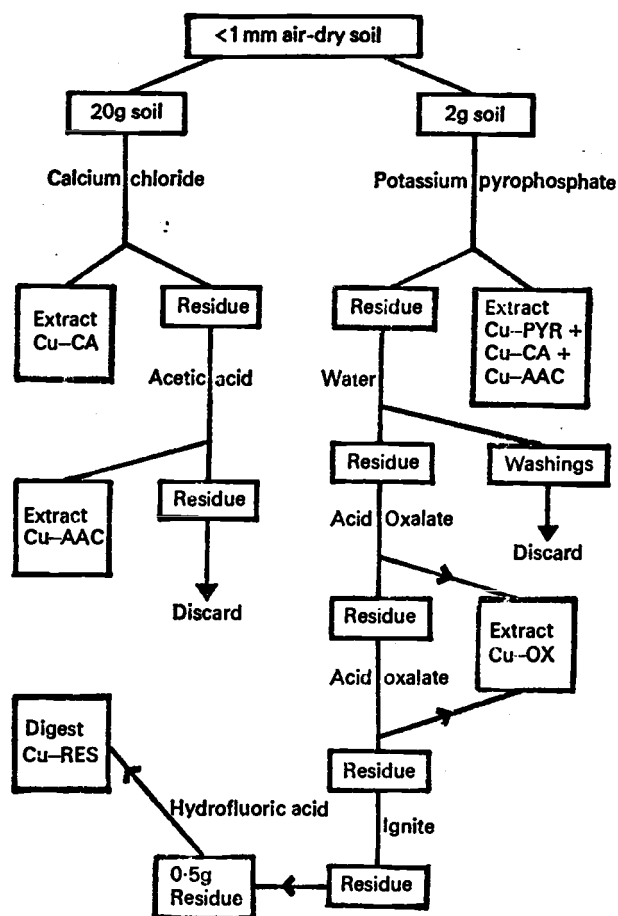 <1 mm air-dry soil
20g soil
2g soil
Calcium chloride
Potassium pyrophosphate
Extract
Cu-CA
Residue
Residue
Extract
Cu--PYR +
Cu-CA +
Cu-AAC
Acetic acid
Water
Extract
Cu-AAC
Residue
Residue
Washings
Acid Oxalate
Discard
Discard
Residue
Extract
Cu--OX
Acid oxalate
Digest
Cu-RES
Residue
Hydrofluoric acid
Ignite
0·5g
Residue
Residue